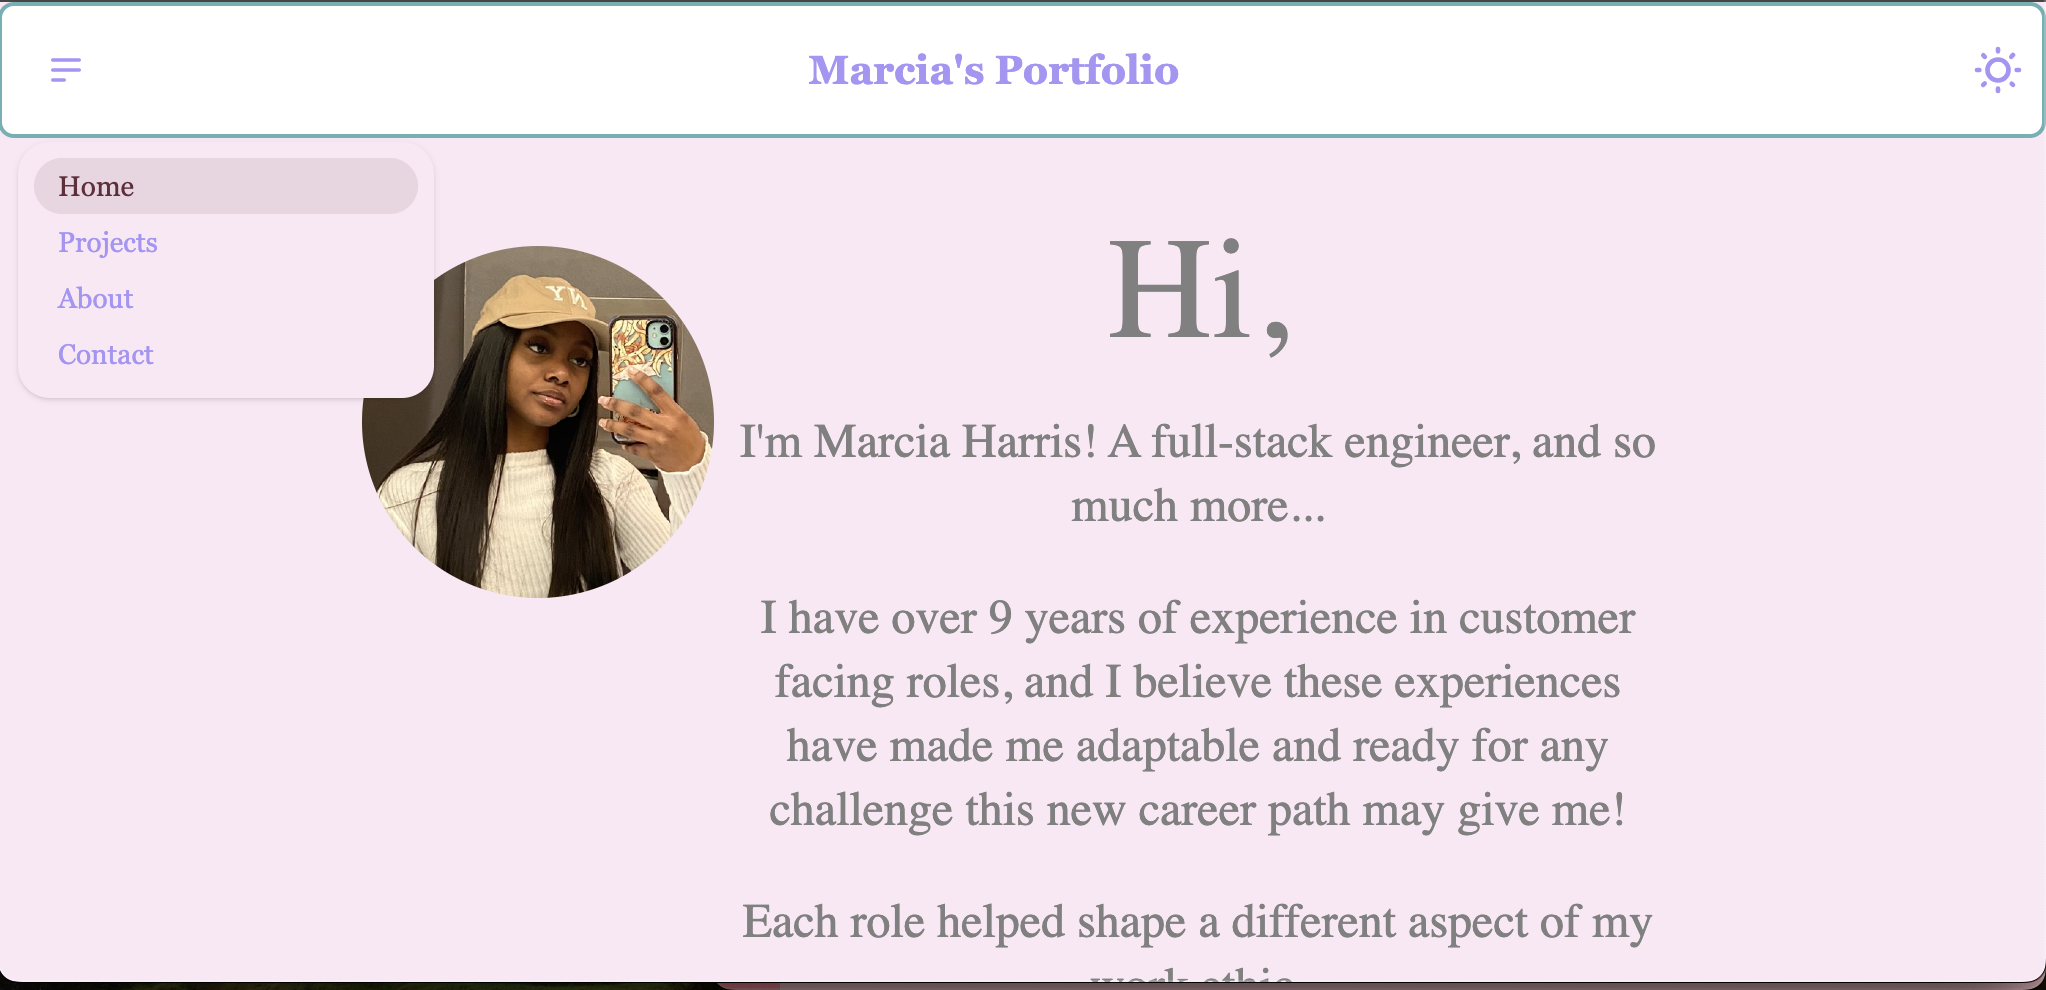 Marcia's Portfolio
Home
Projects
About
Contact
Hi,
I'm Marcia Harris! A full-stack engineer, and so
much more...
I have over 9 years of experience in customer
facing roles, and I believe these experiences
have made me adaptable and ready for any
challenge this new career path may give me!
Each role helped shape a different aspect of my
work ethic